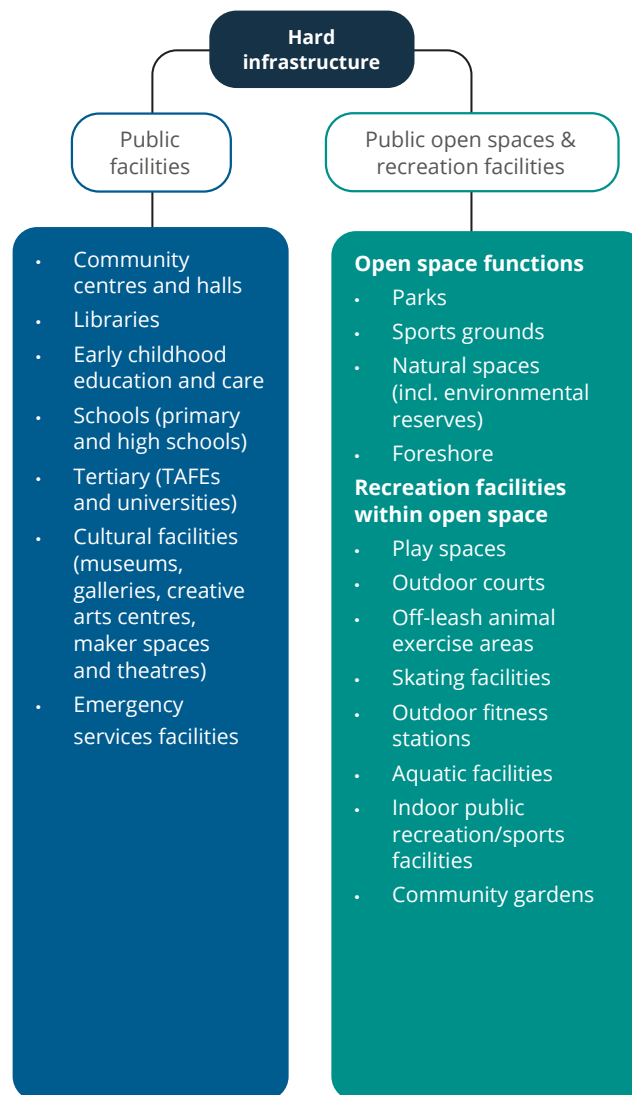 Hard
infrastructure
Public
facilities
Public open spaces &
recreation facilities
• Community
centres and halls
• Libraries
• Early childhood
education and care
• Schools (primary
and high schools)
• Tertiary (TAFEs
and universities)
• Cultural facilities
(museums,
galleries, creative
arts centres,
maker spaces
and theatres)
• Emergency
services facilities
Open space functions
• Parks
• Sports grounds
• Natural spaces
(incl. environmental
reserves)
• Foreshore
Recreation facilities
within open space
• Play spaces
• Outdoor courts
• Off-leash animal
exercise areas
• Skating facilities
• Outdoor fitness
stations
• Aquatic facilities
• Indoor public
recreation/sports
facilities
• Community gardens